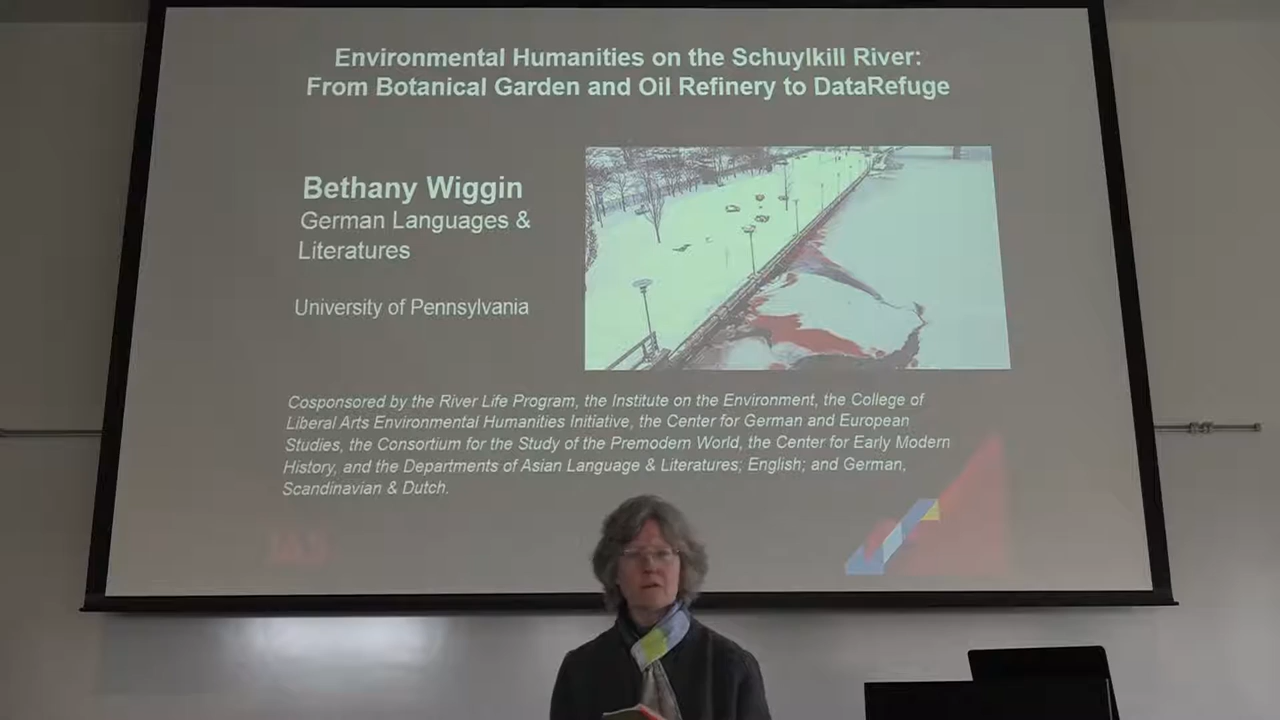 Environmental Humanities on the Schuylkill River:
From Botanical Garden and Oil Refinery to DataRefuge
Bethany Wiggin
German Languages &
Literatures
University of Pennsylvania
Cosponsored by the River Life Program, the Institute on the Environment, the College of
Liberal Arts Environmental Humanities Initiative, the Center for German and European
Studies, the Consortium for the Study of the Premodern World, the Center for Early Modern
History, and the Departments of Asian Language & Literatures; English; and German,
Scandinavian & Dutch.